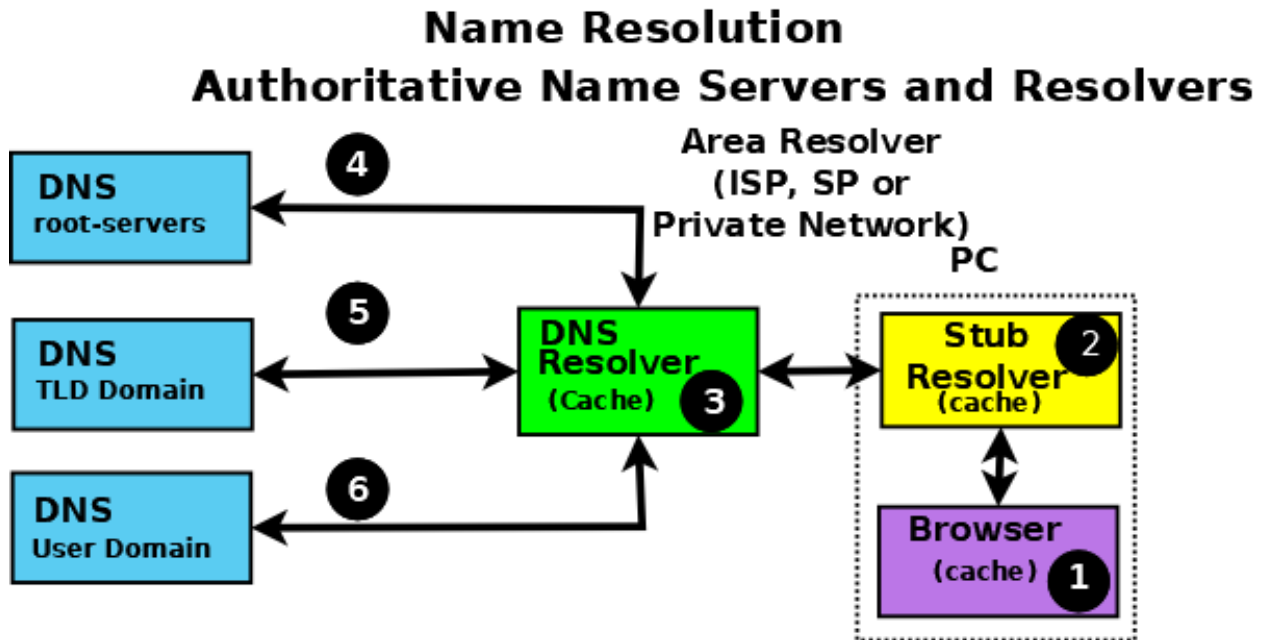 Name Resolution
Authoritative Name Servers and Resolvers
Area Resolver
(ISP, SP or
Private Network)
PC
DNS
root-servers
4
DNS
TLD Domain
5
DNS
User Domain
6
DNS
Resolver
(Cache)
3
Stub
Resolver
(cache)
2
Browser
(cache)
1